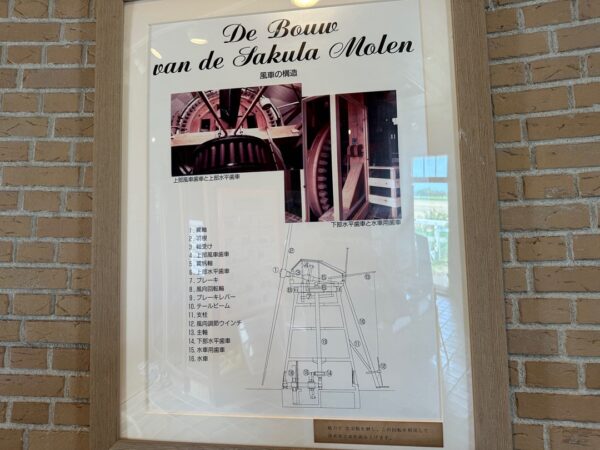 De Bouw
van de Sakula Molen
風車の構造
上部風車歯車と上部水平歯車
下部水平歯車と水車用歯車
1. 翼軸
2. 羽根
3. 軸受け
4. 上部風車歯車
6. 上部水平歯車
7. ブレーキ
8. 風向回転輪
9. ブレーキレバー
10. テールビーム
11. 支柱
12. 風向調節ウインチ
13. 主軸
14. 下部水平歯車
15. 水車用歯車
16. 水車